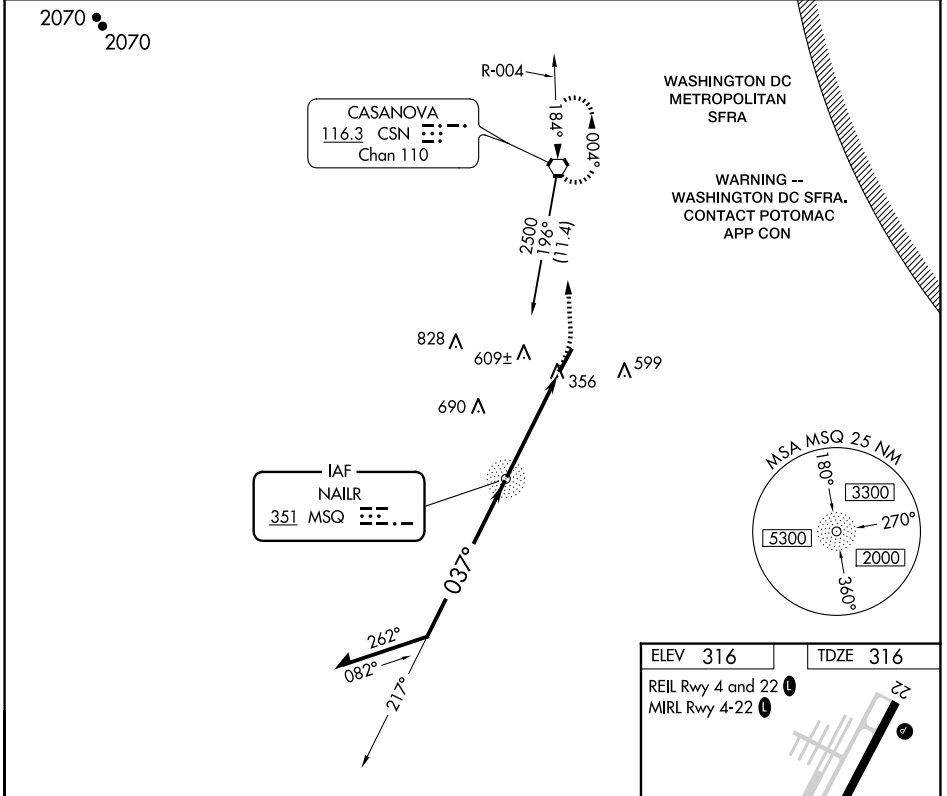 2070
2070
R-004
184°
004°
CASANOVA
116.3 CSN
Chan 110
WASHINGTON DC
METROPOLITAN
SFRA
WARNING --
WASHINGTON DC SFRA.
CONTACT POTOMAC
APP CON
2500
196°
(11.4)
828
609±
356
599
690
IAF
NAILR
351 MSQ
037°
262°
082°
217°
MSA MSQ 25 NM
180°
3300
270°
5300
2000
360°
ELEV 316
TDZE 316
REIL Rwy 4 and 22 L
MIRL Rwy 4-22 L
22
P